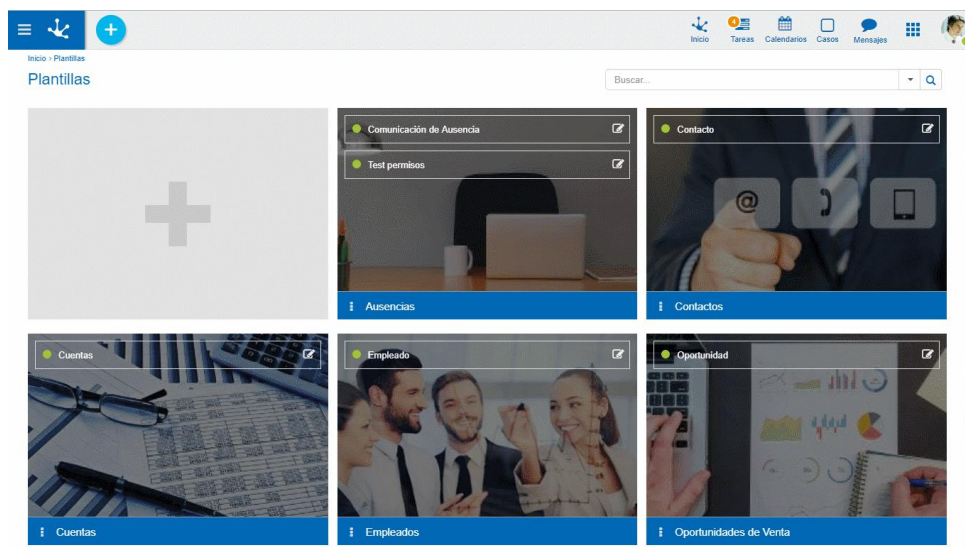 4
Inicio
Tareas
Calendarios
Casos
Mensajes
Inicio > Plantillas
Plantillas
Buscar...
Comunicación de Ausencia
Test permisos
Ausencias
Contacto
@
Contactos
Cuentas
Cuentas
Empleado
Empleados
Oportunidad
Oportunidades de Venta